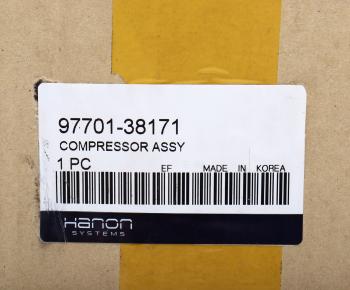 97701-38171
COMPRESSOR ASSY
1 PC
EF MADE IN KOREA
Hanon
SYSTEMS